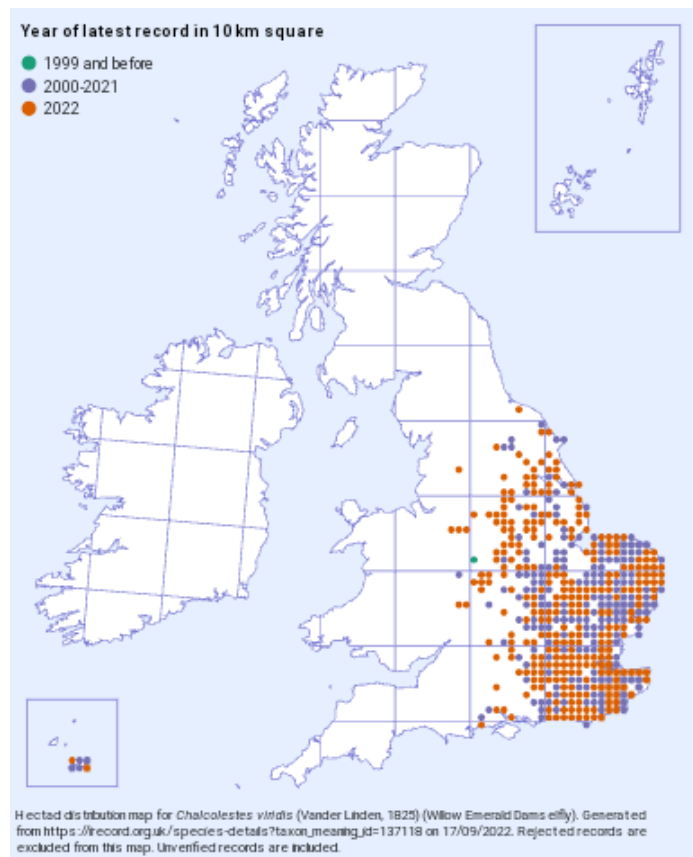 Year of latest record in 10 km square
1999 and before
2000-2021
2022
Hectad distribution map for Chalcolestes viridis (Vander Linden, 1825) (Willow Emerald Damselfly). Generated
from https://irecord.org.uk/species-details?taxon_meaning_id=137118 on 17/09/2022. Rejected records are
excluded from this map. Unverified records are included.